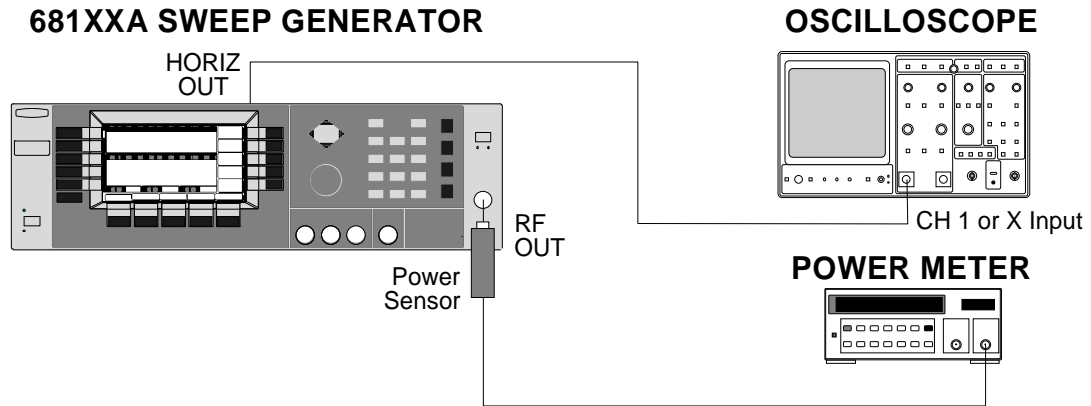 681XXA SWEEP GENERATOR
OSCILLOSCOPE
HORIZ
OUT
CH 1 or X Input
RF
OUT
Power
Sensor
POWER METER